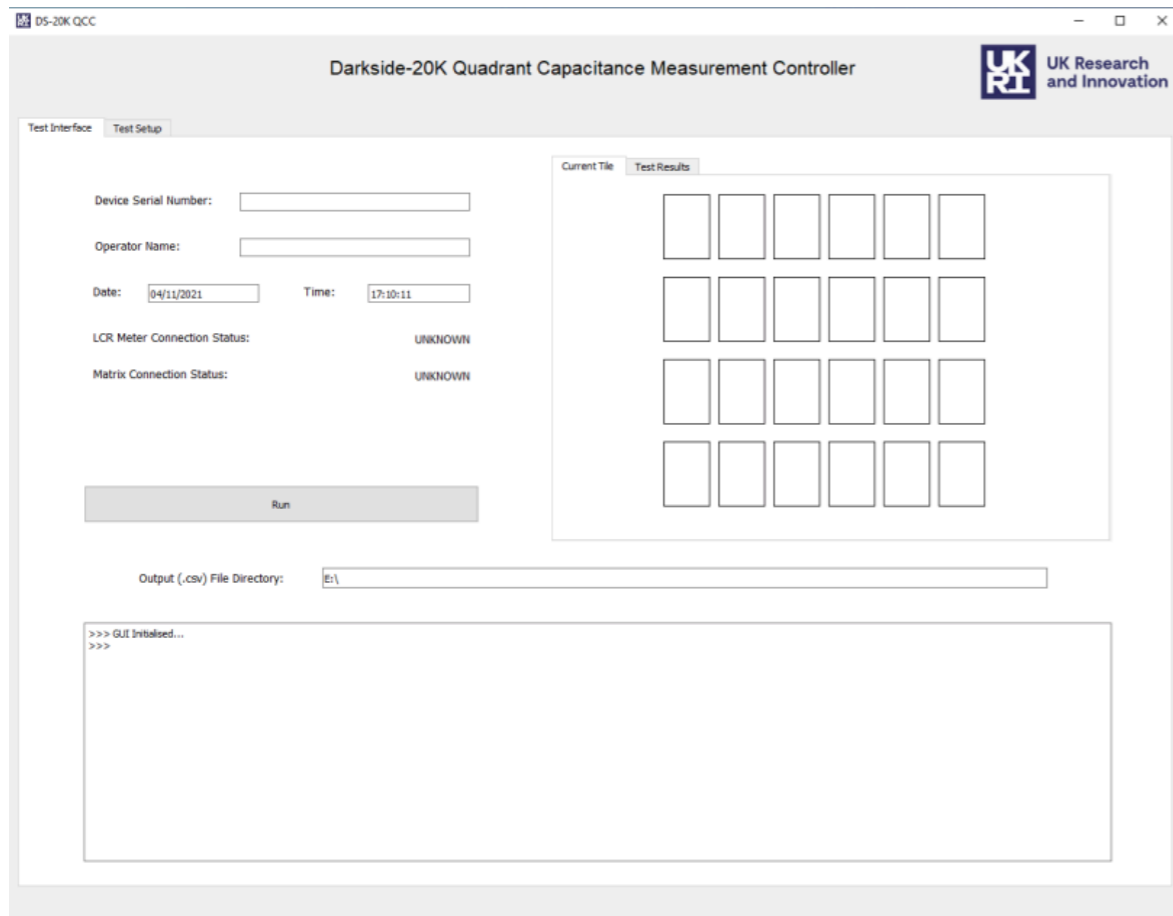 DS-20K QCC
Darkside-20K Quadrant Capacitance Measurement Controller
UK
RI
UK Research
and Innovation
Test Interface Test Setup
Current Tile Test Results
Device Serial Number:
Operator Name:
Date: 04/11/2021 Time: 17:10:11
LCR Meter Connection Status: UNKNOWN
Matrix Connection Status: UNKNOWN
Run
Output (.csv) File Directory: E:\
>>> GUI Initialised...
>>>